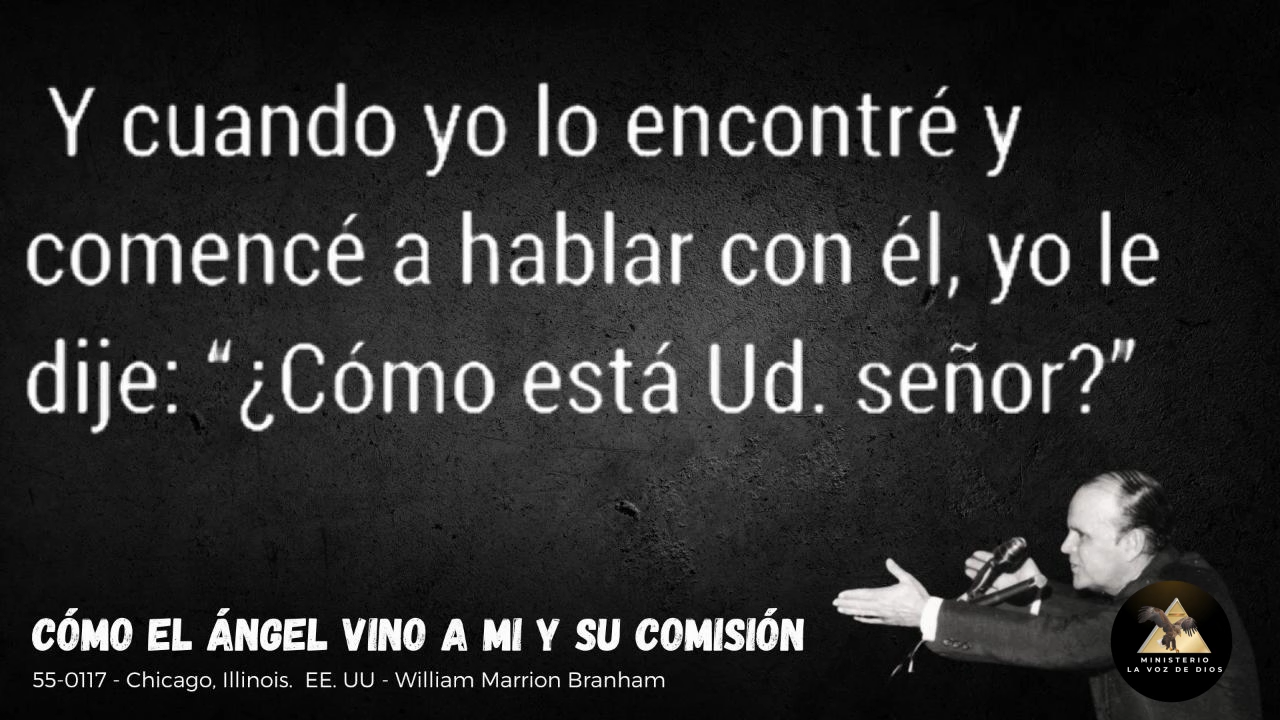 Y cuando yo lo encontré y
comencé a hablar con él, yo le
dije: “¿Cómo está Ud. señor?”
CÓMO EL ÁNGEL VINO A MI Y SU COMISIÓN
55-0117 - Chicago, Illinois. EE. UU - William Marrion Branham
MINISTERIO
LA VOZ DE DIOS